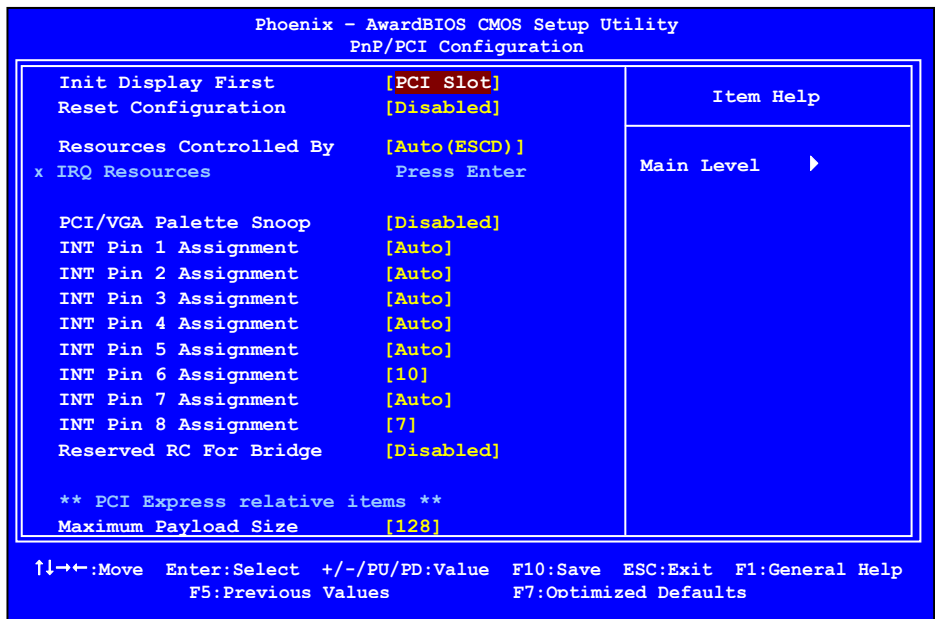 Phoenix – AwardBIOS CMOS Setup Utility
PnP/PCI Configuration
Init Display First [PCI Slot]
Reset Configuration [Disabled]
Resources Controlled By [Auto(ESCD)]
x IRQ Resources Press Enter
PCI/VGA Palette Snoop [Disabled]
INT Pin 1 Assignment [Auto]
INT Pin 2 Assignment [Auto]
INT Pin 3 Assignment [Auto]
INT Pin 4 Assignment [Auto]
INT Pin 5 Assignment [Auto]
INT Pin 6 Assignment [10]
INT Pin 7 Assignment [Auto]
INT Pin 8 Assignment [7]
Reserved RC For Bridge [Disabled]
** PCI Express relative items **
Maximum Payload Size [128]
Item Help
Main Level ▶
↑↓→←:Move Enter:Select +/-/PU/PD:Value F10:Save ESC:Exit F1:General Help
F5:Previous Values F7:Optimized Defaults